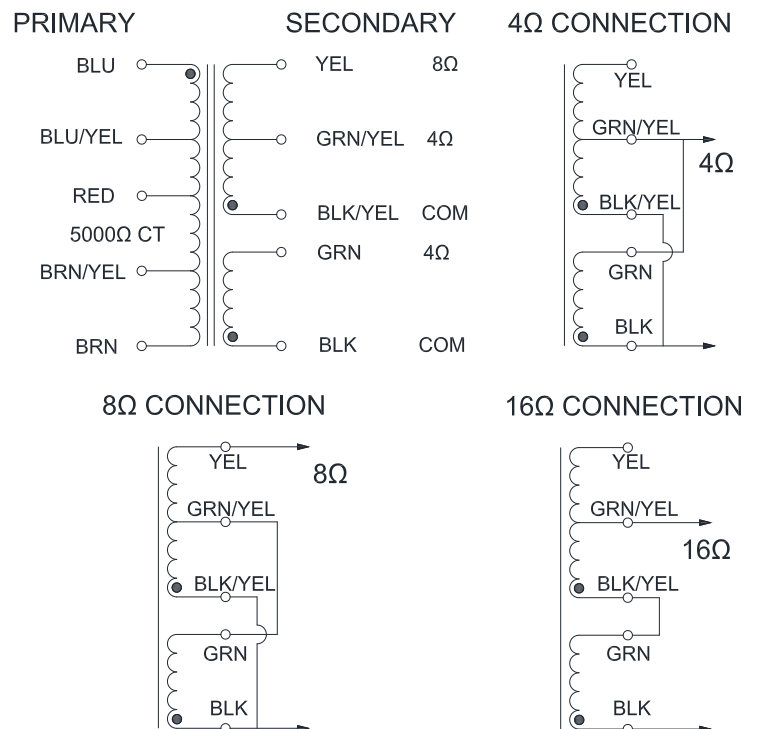 PRIMARY
SECONDARY
4Ω CONNECTION
BLU
YEL 8Ω
YEL
BLU/YEL
GRN/YEL 4Ω
GRN/YEL
4Ω
RED
BLK/YEL COM
BLK/YEL
5000Ω CT
GRN 4Ω
BRN/YEL
GRN
BRN
BLK COM
BLK
8Ω CONNECTION
YEL
8Ω
GRN/YEL
BLK/YEL
GRN
BLK
16Ω CONNECTION
YEL
GRN/YEL
16Ω
BLK/YEL
GRN
BLK